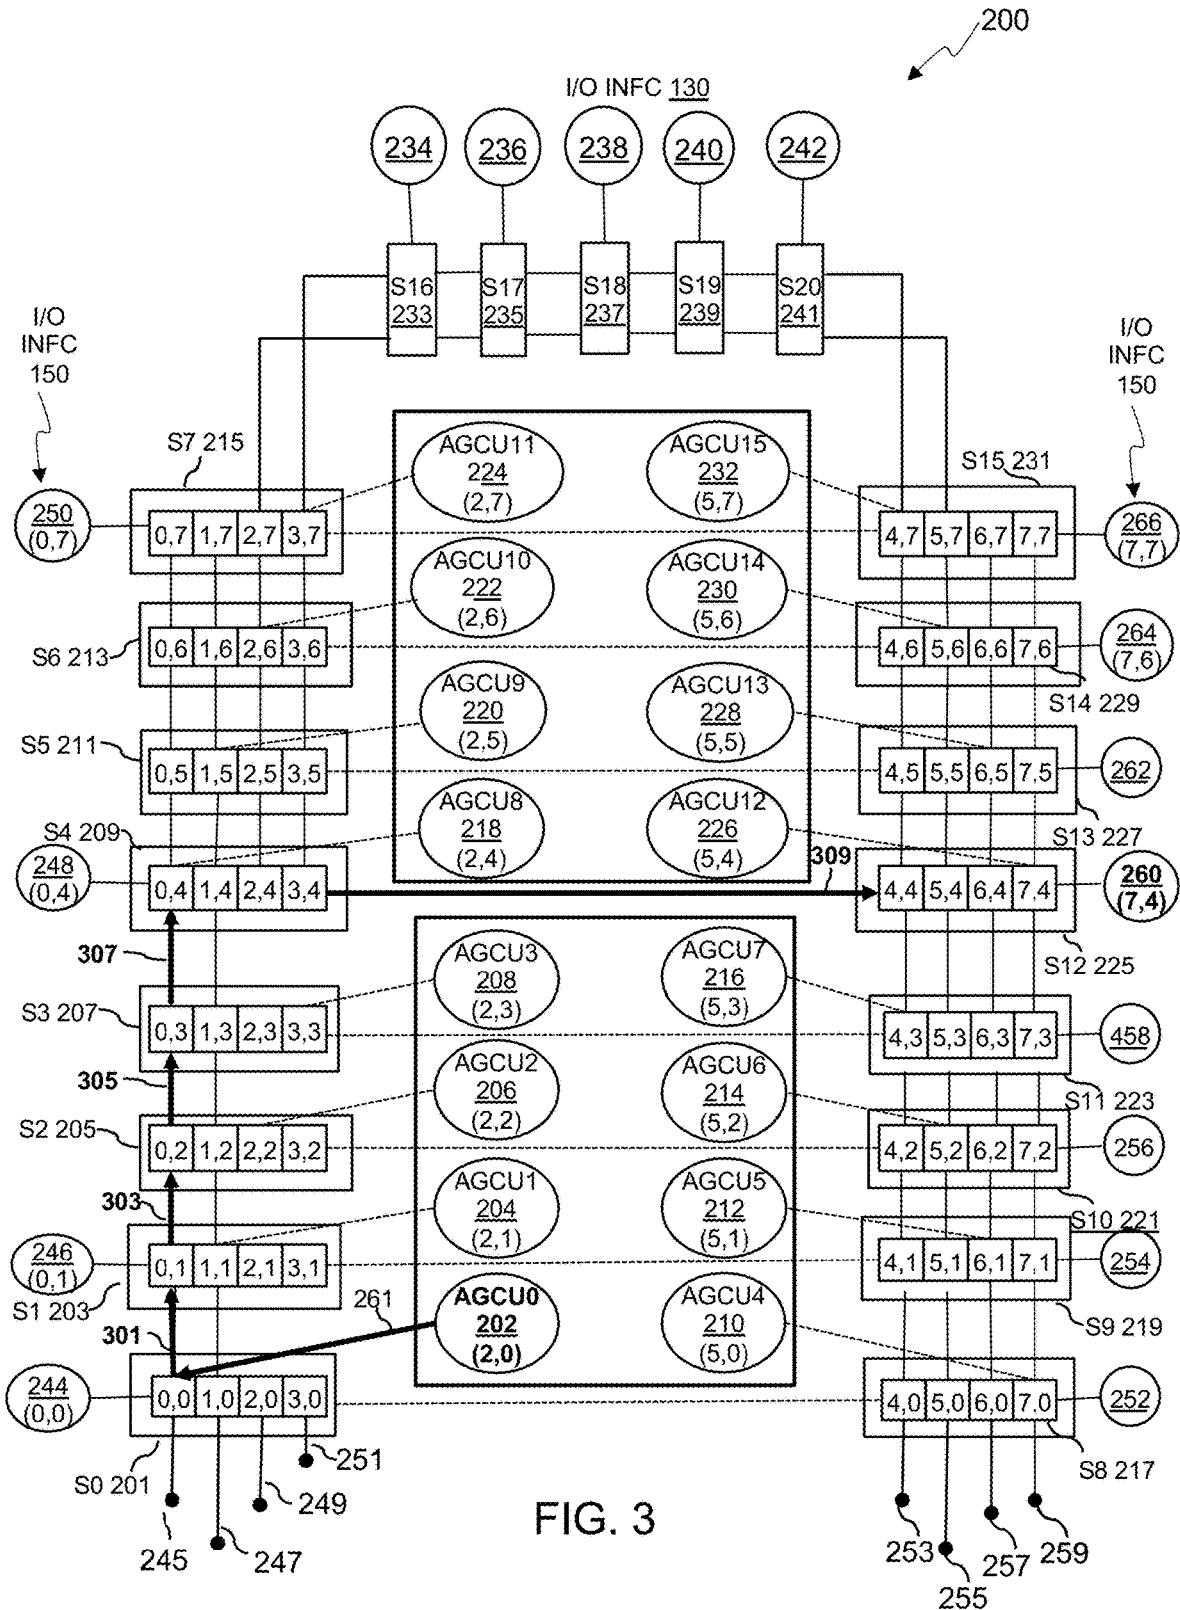 200
I/O INFC 130
234 236 238 240 242
S16 233
S17 235
S18 237
S19 239
S20 241
I/O INFC 150
I/O INFC 150
S7 215
AGCU11 224 (2,7)
AGCU15 232 (5,7)
S15 231
250 (0,7)
0,7 1,7 2,7 3,7
4,7 5,7 6,7 7,7
266 (7,7)
AGCU10 222 (2,6)
AGCU14 230 (5,6)
S6 213
0,6 1,6 2,6 3,6
4,6 5,6 6,6 7,6
264 (7,6)
S14 229
AGCU9 220 (2,5)
AGCU13 228 (5,5)
S5 211
0,5 1,5 2,5 3,5
4,5 5,5 6,5 7,5
262
S13 227
AGCU8 218 (2,4)
AGCU12 226 (5,4)
S4 209
309
248 (0,4)
0,4 1,4 2,4 3,4
4,4 5,4 6,4 7,4
260 (7,4)
S12 225
307
AGCU3 208 (2,3)
AGCU7 216 (5,3)
S3 207
0,3 1,3 2,3 3,3
4,3 5,3 6,3 7,3
458
S11 223
305
AGCU2 206 (2,2)
AGCU6 214 (5,2)
S2 205
0,2 1,2 2,2 3,2
4,2 5,2 6,2 7,2
256
S10 221
303
AGCU1 204 (2,1)
AGCU5 212 (5,1)
246 (0,1)
0,1 1,1 2,1 3,1
4,1 5,1 6,1 7,1
254
S1 203
S9 219
301
261
AGCU0 202 (2,0)
AGCU4 210 (5,0)
244 (0,0)
0,0 1,0 2,0 3,0
4,0 5,0 6,0 7,0
252
S0 201
S8 217
251
249
245
247
253
255
257
259
FIG. 3